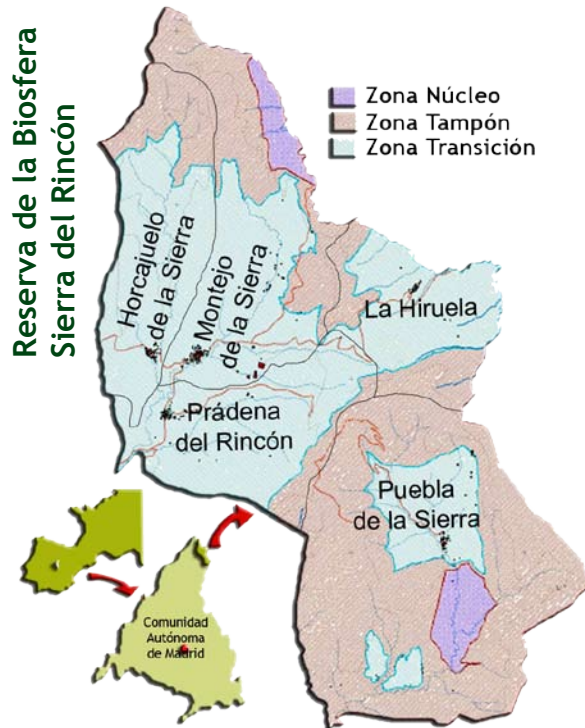 Reserva de la Biosfera
Sierra del Rincón
Zona Núcleo
Zona Tampón
Zona Transición
Horcajuelo
de la Sierra
Montejo
de la Sierra
La Hiruela
Prádena
del Rincón
Puebla
de la Sierra
Comunidad
Autónoma
de Madrid